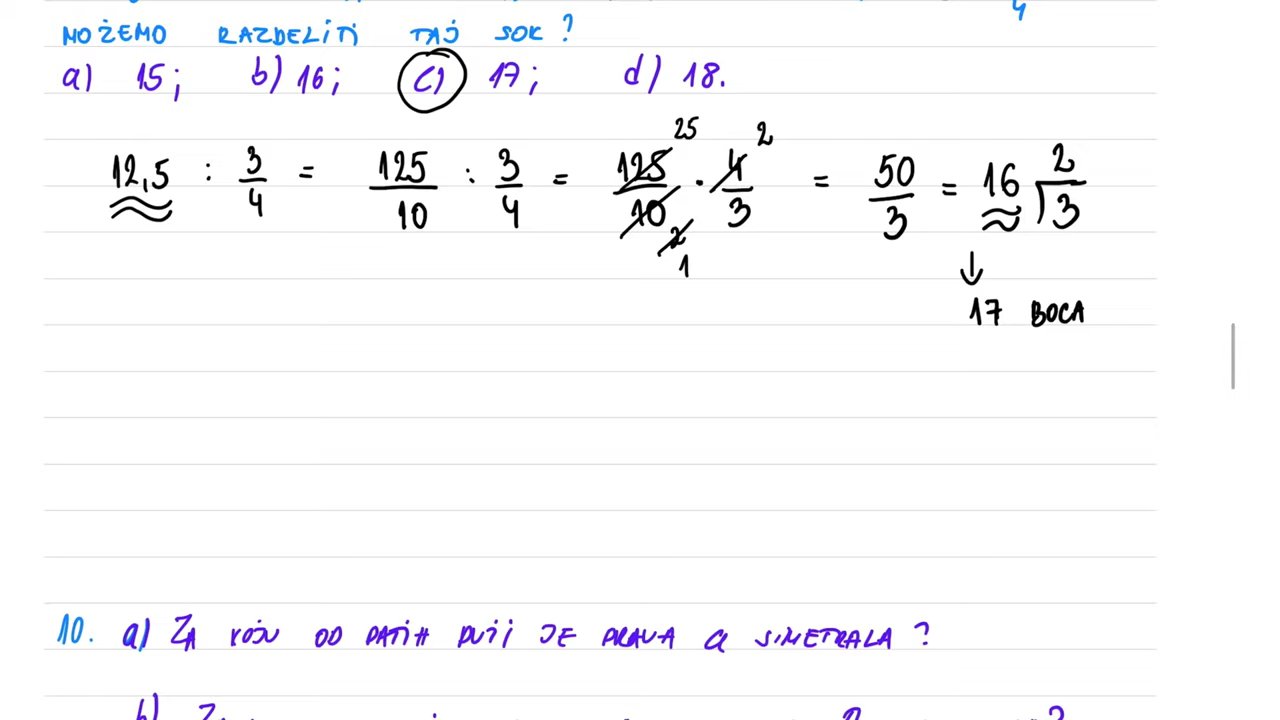 4
MOŽEMO RAZDELITI TAJ SOK?
a) 15; b) 16; c) 17; d) 18.
12,5 : 3/4 = 125/10 : 3/4 = 125/10 · 4/3 = 50/3 = 16 2/3
25 2
2
1
17 BOCA
10. a) ZA KOJU OD DATIH DUŽI JE PRAVA a SIMETRALA?
b)